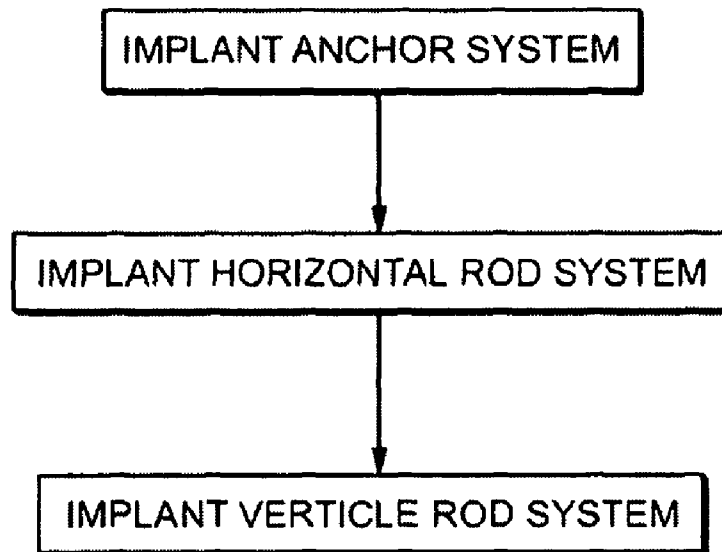 IMPLANT ANCHOR SYSTEM
IMPLANT HORIZONTAL ROD SYSTEM
IMPLANT VERTICLE ROD SYSTEM